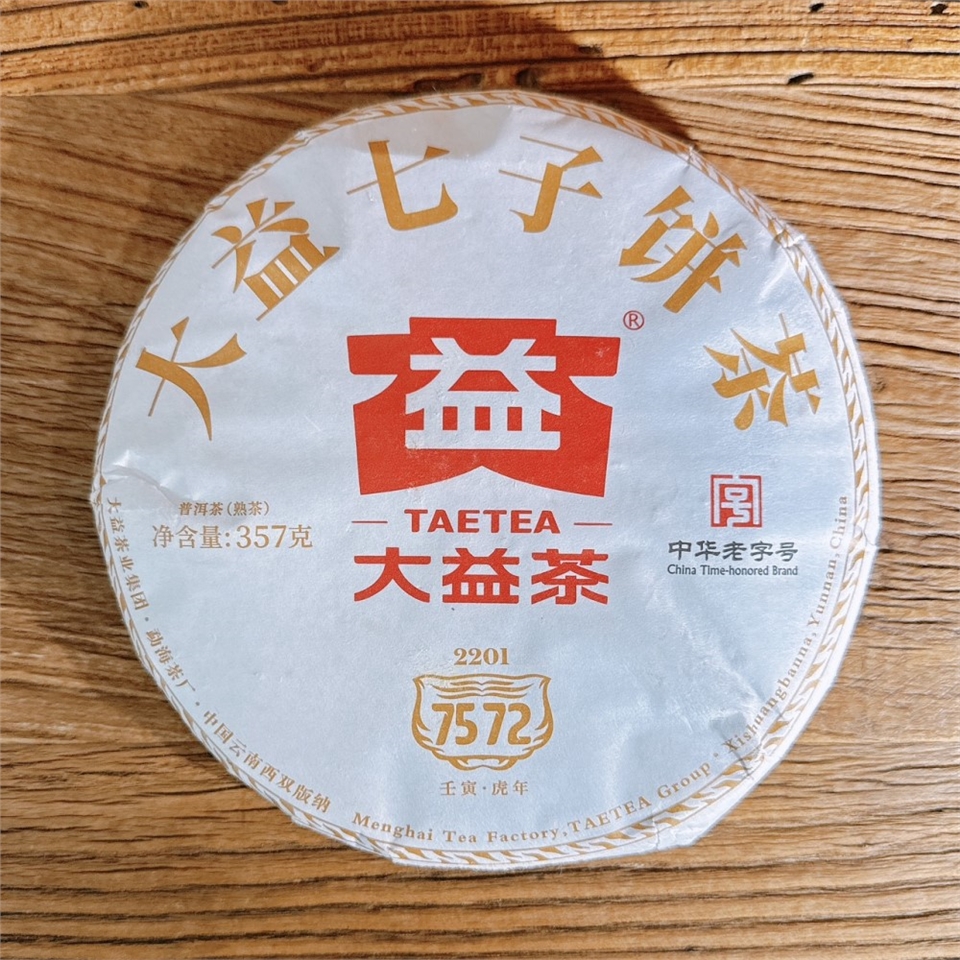 大益七子饼茶
益
®
TAETEA
大益茶
普洱茶(熟茶)
净含量:357克
中华老字号
China Time-honored Brand
2201
7572
壬寅·虎年
大益茶业集团·勐海茶厂·中国云南西双版纳
Menghai Tea Factory,TAETEA Group·Xishuangbanna,Yunnan,China